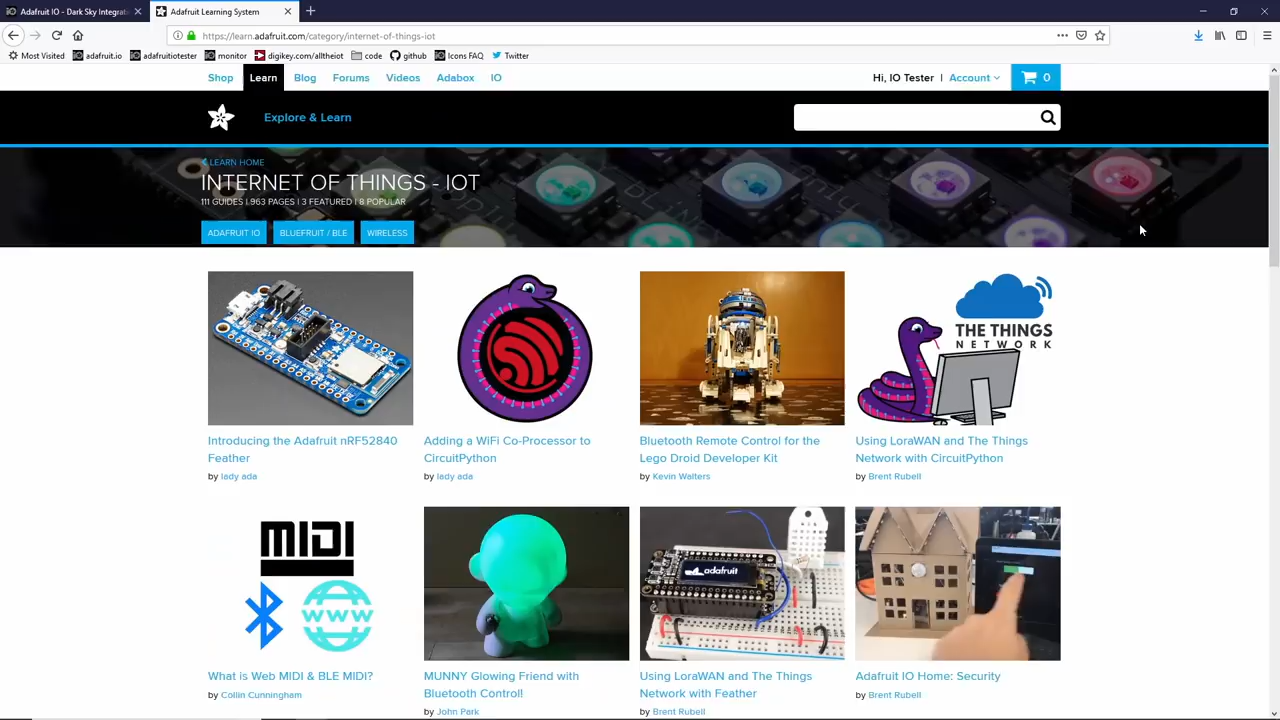 Adafruit IO - Dark Sky Integrati
Adafruit Learning System
https://learn.adafruit.com/category/internet-of-things-iot
Most Visited adafruit.io adafruitiotester monitor digikey.com/alltheiot code github Icons FAQ Twitter
Shop Learn Blog Forums Videos Adabox IO
Hi, IO Tester | Account 0
Explore & Learn
LEARN HOME
INTERNET OF THINGS - IOT
111 GUIDES | 963 PAGES | 3 FEATURED | 8 POPULAR
ADAFRUIT IO BLUEFRUIT / BLE WIRELESS
THE THINGS
NETWORK
Introducing the Adafruit nRF52840
Feather
by lady ada
Adding a WiFi Co-Processor to
CircuitPython
by lady ada
Bluetooth Remote Control for the
Lego Droid Developer Kit
by Kevin Walters
Using LoraWAN and The Things
Network with CircuitPython
by Brent Rubell
MIDI
WWW
adafruit
What is Web MIDI & BLE MIDI?
by Collin Cunningham
MUNNY Glowing Friend with
Bluetooth Control!
by John Park
Using LoraWAN and The Things
Network with Feather
by Brent Rubell
Adafruit IO Home: Security
by Brent Rubell